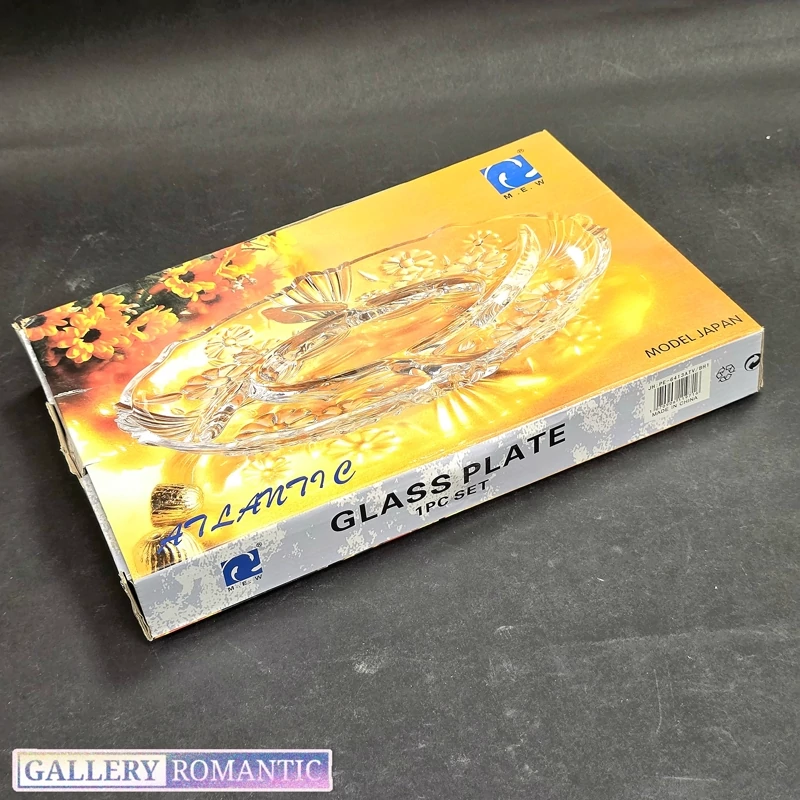 ®
M.E.W
MODEL JAPAN
ATLANTIC
GLASS PLATE
1PC SET
MADE IN CHINA
®
M.E.W
GALLERY ROMANTIC